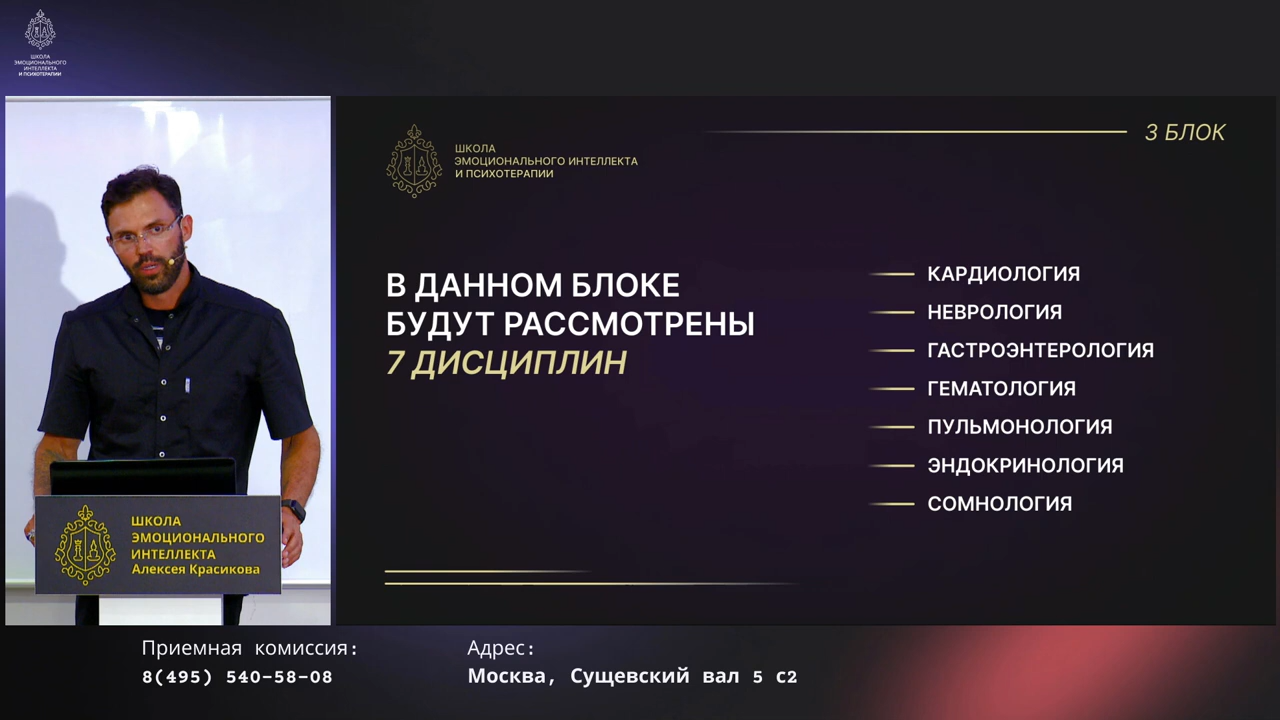 ШКОЛА
ЭМОЦИОНАЛЬНОГО
ИНТЕЛЛЕКТА
И ПСИХОТЕРАПИИ
ШКОЛА
ЭМОЦИОНАЛЬНОГО ИНТЕЛЛЕКТА
И ПСИХОТЕРАПИИ
3 БЛОК
В ДАННОМ БЛОКЕ
БУДУТ РАССМОТРЕНЫ
7 ДИСЦИПЛИН
КАРДИОЛОГИЯ
НЕВРОЛОГИЯ
ГАСТРОЭНТЕРОЛОГИЯ
ГЕМАТОЛОГИЯ
ПУЛЬМОНОЛОГИЯ
ЭНДОКРИНОЛОГИЯ
СОМНОЛОГИЯ
ШКОЛА
ЭМОЦИОНАЛЬНОГО
ИНТЕЛЛЕКТА
Алексея Красикова
Приемная комиссия:
8(495) 540-58-08
Адрес:
Москва, Сущевский вал 5 с2